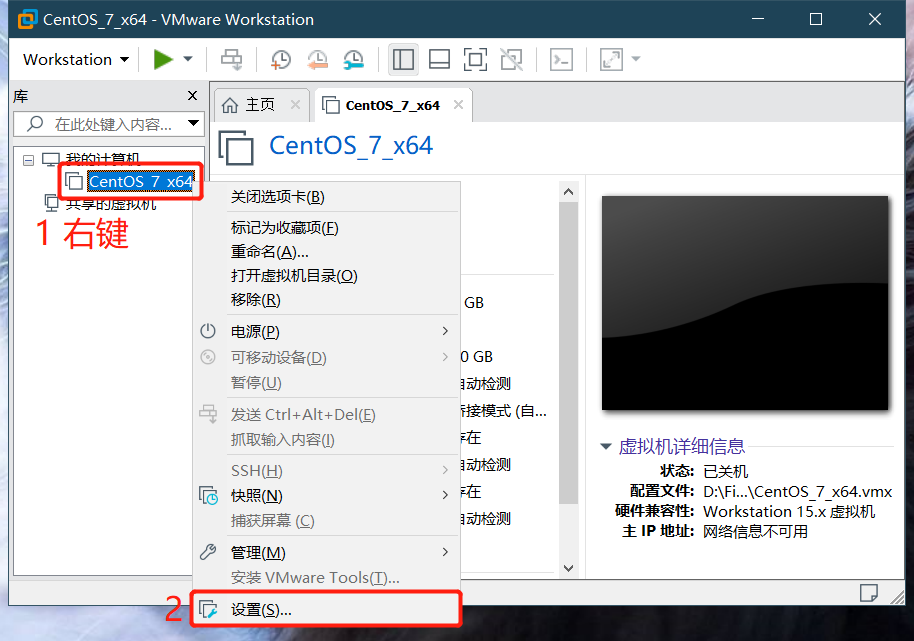 CentOS_7_x64 - VMware Workstation
Workstation
库
在此处键入内容...
主页
CentOS_7_x64
CentOS_7_x64
我的计算机
CentOS_7_x64
共享的虚拟机
1 右键
关闭选项卡(B)
标记为收藏项(F)
重命名(A)...
打开虚拟机目录(O)
移除(R)
电源(P)
可移动设备(D)
暂停(U)
发送 Ctrl+Alt+Del(E)
抓取输入内容(I)
SSH(H)
快照(N)
捕获屏幕 (C)
管理(M)
安装 VMware Tools(T)...
2 设置(S)...
GB
0 GB
自动检测
桥接模式 (自...
存在
自动检测
存在
自动检测
虚拟机详细信息
状态: 已关机
配置文件: D:\Fi...\CentOS_7_x64.vmx
硬件兼容性: Workstation 15.x 虚拟机
主 IP 地址: 网络信息不可用